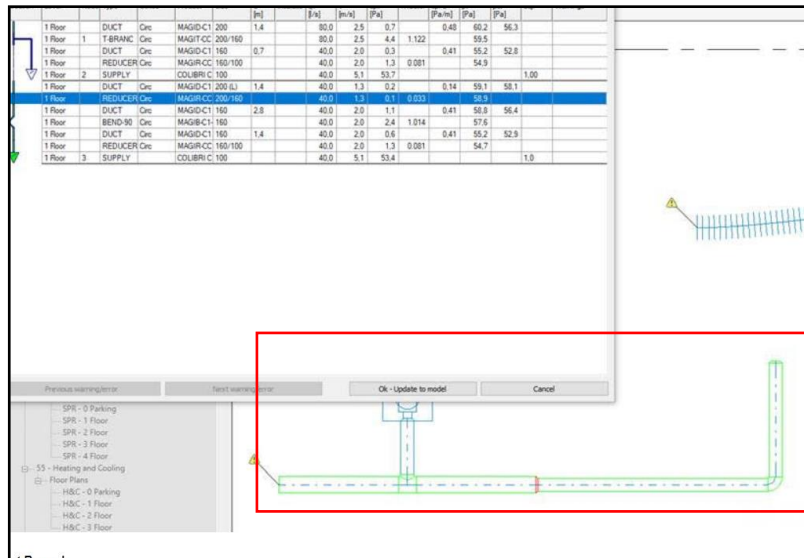 [m] [l/s] [m/s] [Pa] [Pa/m] [Pa] [Pa]
1 Floor DUCT Circ MAGID-C1 200 1,4 80,0 2,5 0,7 0,48 60,2 56,3
1 Floor 1 T-BRANC Circ MAGIT-CC 200/160 80,0 2,5 4,4 1.122 59,5
1 Floor DUCT Circ MAGID-C1 160 0,7 40,0 2,0 0,3 0,41 55,2 52,8
1 Floor REDUCER Circ MAGIR-CC 160/100 40,0 2,0 1,3 0.081 54,9
1 Floor 2 SUPPLY COLIBRI C 100 40,0 5,1 53,7 1,00
1 Floor DUCT Circ MAGID-C1 200 (L) 1,4 40,0 1,3 0,2 0,14 59,1 58,1
1 Floor REDUCER Circ MAGIR-CC 200/160 40,0 1,3 0,1 0.033 58,9
1 Floor DUCT Circ MAGID-C1 160 2,8 40,0 2,0 1,1 0,41 58,8 56,4
1 Floor BEND-90 Circ MAGIB-C1- 160 40,0 2,0 2,4 1.014 57,6
1 Floor DUCT Circ MAGID-C1 160 1,4 40,0 2,0 0,6 0,41 55,2 52,9
1 Floor REDUCER Circ MAGIR-CC 160/100 40,0 2,0 1,3 0.081 54,7
1 Floor 3 SUPPLY COLIBRI C 100 40,0 5,1 53,4 1,0
Previous warning/error Next warning/error Ok - Update to model Cancel
SPR - 0 Parking
SPR - 1 Floor
SPR - 2 Floor
SPR - 3 Floor
SPR - 4 Floor
55 - Heating and Cooling
Floor Plans
H&C - 0 Parking
H&C - 1 Floor
H&C - 2 Floor
H&C - 3 Floor